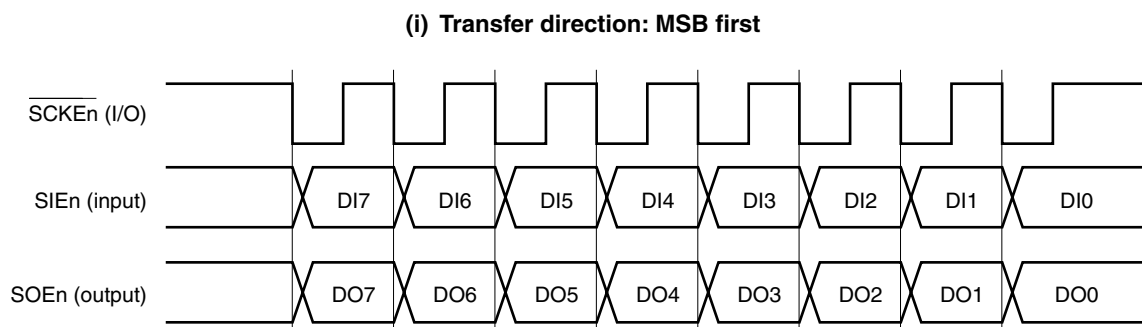 (i) Transfer direction: MSB first
SCKEn (I/O)
SIEn (input)
DI7 DI6 DI5 DI4 DI3 DI2 DI1 DI0
SOEn (output)
DO7 DO6 DO5 DO4 DO3 DO2 DO1 DO0